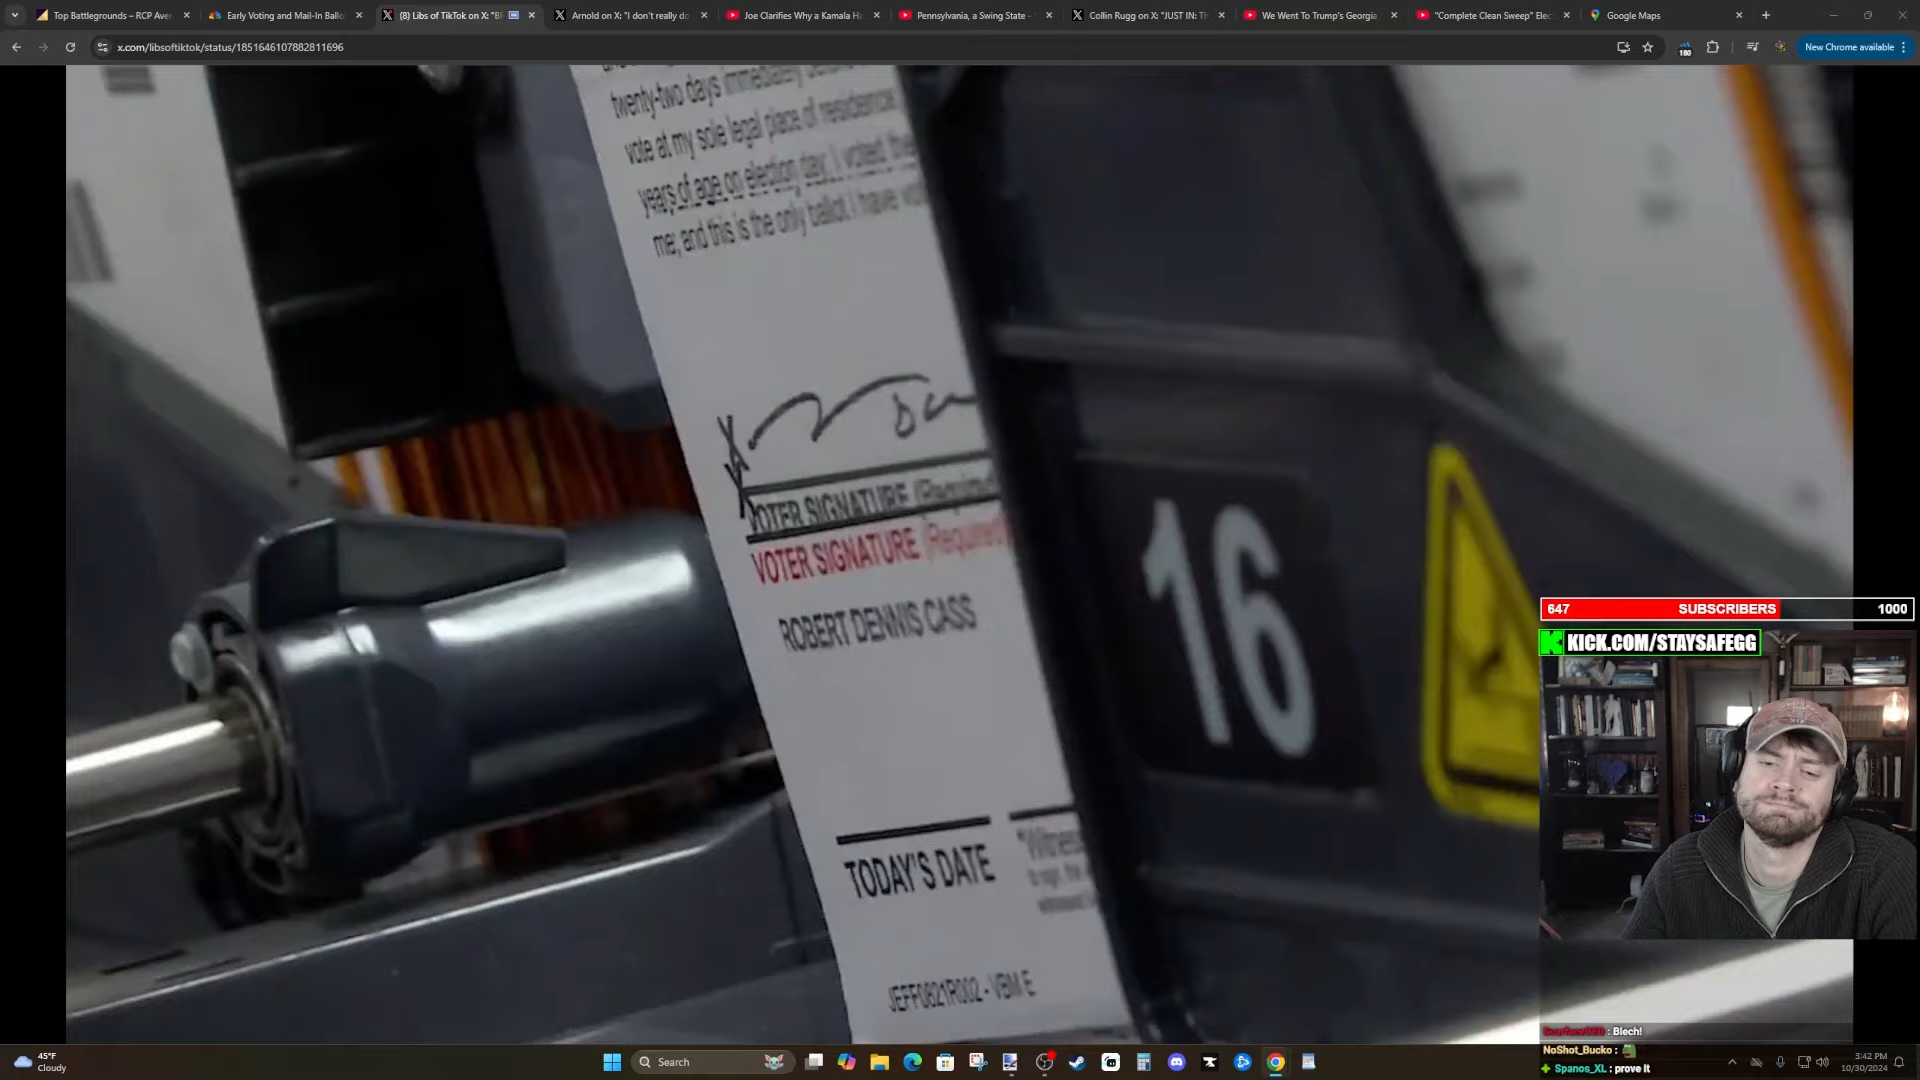 Top Battlegrounds – RCP Aver
Early Voting and Mail-In Ballo
(8) Libs of TikTok on X: "BR
Arnold on X: "I don't really do
Joe Clarifies Why a Kamala Ha
Pennsylvania, a Swing State -
Collin Rugg on X: "JUST IN: Th
We Went To Trump's Georgia
"Complete Clean Sweep" Elec
Google Maps
x.com/libsoftiktok/status/1851646107882811696
180
New Chrome available
twenty-two days immediately
vote at my sole legal place of residence
years of age on election day. I voted the
me; and this is the only ballot I have vo
X
VOTER SIGNATURE (Required
VOTER SIGNATURE (Required)
ROBERT DENNIS CASS
TODAY'S DATE
*Witness
JEFF0821R002 - VBM E
16
647 SUBSCRIBERS 1000
K KICK.COM/STAYSAFEGG
: Blech!
NoShot_Bucko :
Spanos_XL : prove it
45°F
Cloudy
Search
3:42 PM
10/30/2024